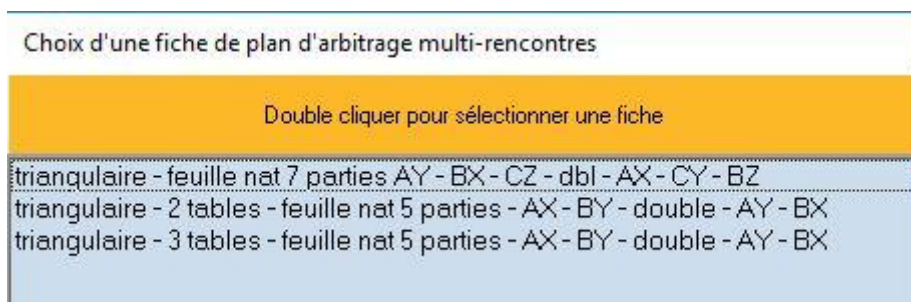 Choix d'une fiche de plan d'arbitrage multi-rencontres
Double cliquer pour sélectionner une fiche
triangulaire - feuille nat 7 parties AY - BX - CZ - dbl - AX - CY - BZ
triangulaire - 2 tables - feuille nat 5 parties - AX - BY - double - AY - BX
triangulaire - 3 tables - feuille nat 5 parties - AX - BY - double - AY - BX